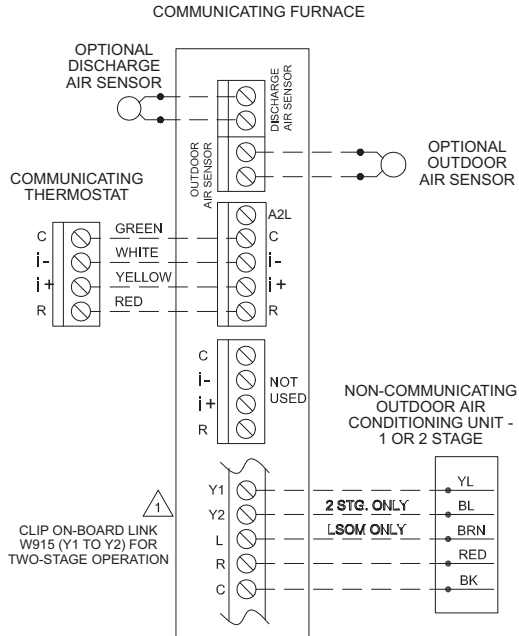 COMMUNICATING FURNACE
OPTIONAL
DISCHARGE
AIR SENSOR
DISCHARGE
AIR SENSOR
OUTDOOR
AIR SENSOR
OPTIONAL
OUTDOOR
AIR SENSOR
COMMUNICATING
THERMOSTAT
A2L
C
GREEN
C
i-
WHITE
i-
i+
YELLOW
i+
R
RED
R
C
i-
i+
R
NOT
USED
NON-COMMUNICATING
OUTDOOR AIR
CONDITIONING UNIT -
1 OR 2 STAGE
1
CLIP ON-BOARD LINK
W915 (Y1 TO Y2) FOR
TWO-STAGE OPERATION
Y1
YL
Y2
2 STG. ONLY
BL
L
LSOM ONLY
BRN
R
RED
C
BK